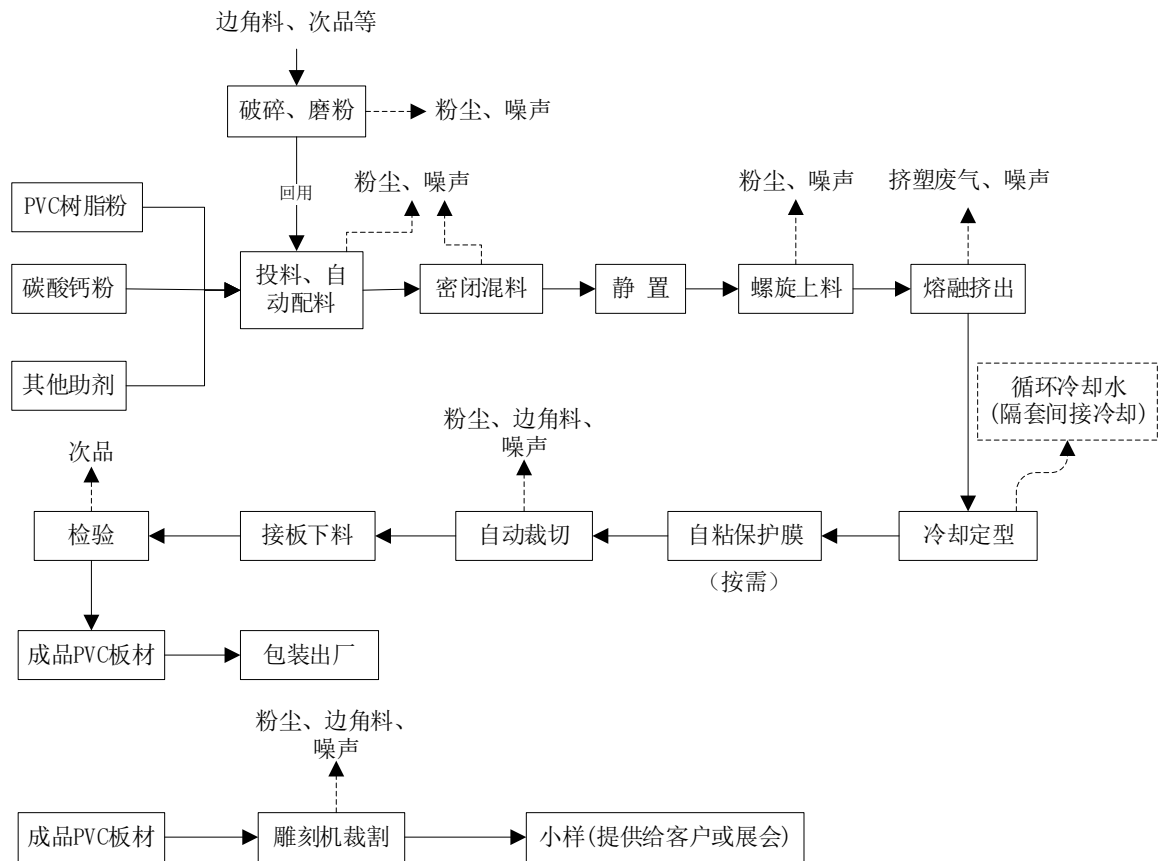 边角料、次品等
破碎、磨粉
粉尘、噪声
回用
粉尘、噪声
粉尘、噪声
挤塑废气、噪声
PVC树脂粉
碳酸钙粉
其他助剂
投料、自
动配料
密闭混料
静 置
螺旋上料
熔融挤出
循环冷却水
(隔套间接冷却)
粉尘、边角料、
噪声
次品
检验
接板下料
自动裁切
自粘保护膜
（按需）
冷却定型
成品PVC板材
包装出厂
粉尘、边角料、
噪声
成品PVC板材
雕刻机裁割
小样(提供给客户或展会)